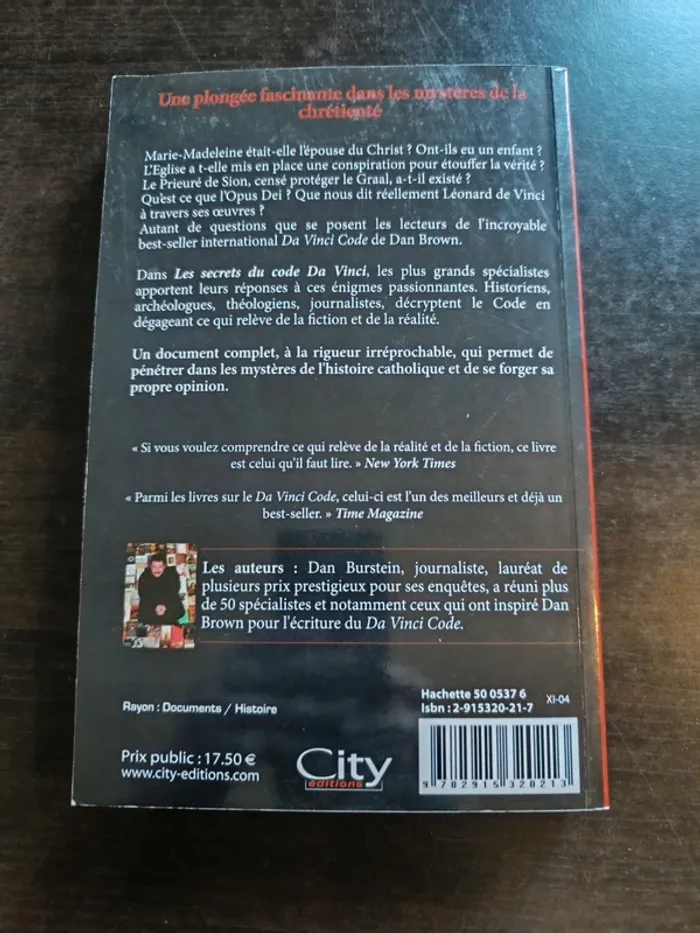 Une plongée fascinante dans les mystères de la
chrétienté
Marie-Madeleine était-elle l'épouse du Christ ? Ont-ils eu un enfant ?
L'Eglise a t-elle mis en place une conspiration pour étouffer la vérité ?
Le Prieuré de Sion, censé protéger le Graal, a-t-il existé ?
Qu'est ce que l'Opus Dei ? Que nous dit réellement Léonard de Vinci
à travers ses œuvres ?
Autant de questions que se posent les lecteurs de l'incroyable
best-seller international Da Vinci Code de Dan Brown.
Dans Les secrets du code Da Vinci, les plus grands spécialistes
apportent leurs réponses à ces énigmes passionnantes. Historiens,
archéologues, théologiens, journalistes, décryptent le Code en
dégageant ce qui relève de la fiction et de la réalité.
Un document complet, à la rigueur irréprochable, qui permet de
pénétrer dans les mystères de l'histoire catholique et de se forger sa
propre opinion.
« Si vous voulez comprendre ce qui relève de la réalité et de la fiction, ce livre
est celui qu'il faut lire. » New York Times
« Parmi les livres sur le Da Vinci Code, celui-ci est l'un des meilleurs et déjà un
best-seller. » Time Magazine
Les auteurs : Dan Burstein, journaliste, lauréat de
plusieurs prix prestigieux pour ses enquêtes, a réuni plus
de 50 spécialistes et notamment ceux qui ont inspiré Dan
Brown pour l'écriture du Da Vinci Code.
Rayon : Documents / Histoire
Hachette 50 0537 6
Isbn : 2-915320-21-7
XI-04
Prix public : 17.50 €
www.city-editions.com
City
éditions
9 782915 320213